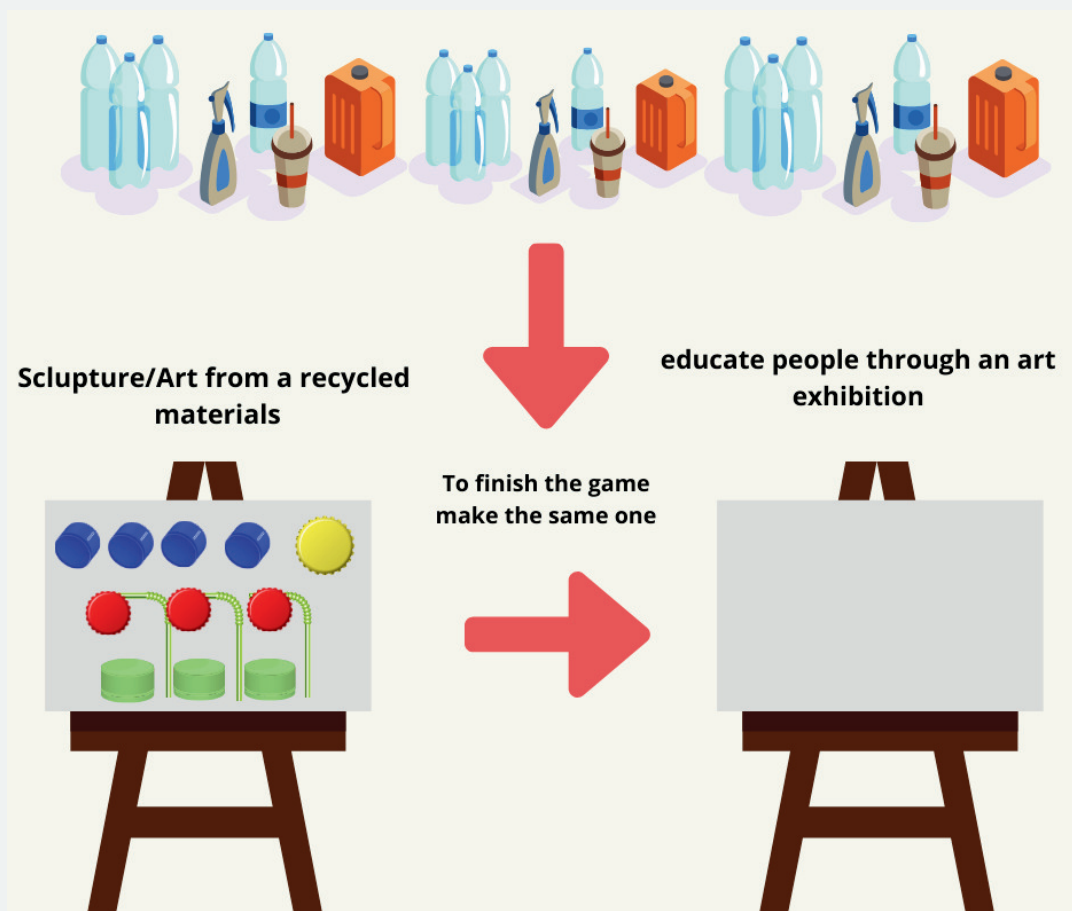 Sclupture/Art from a recycled
materials
educate people through an art
exhibition
To finish the game
make the same one